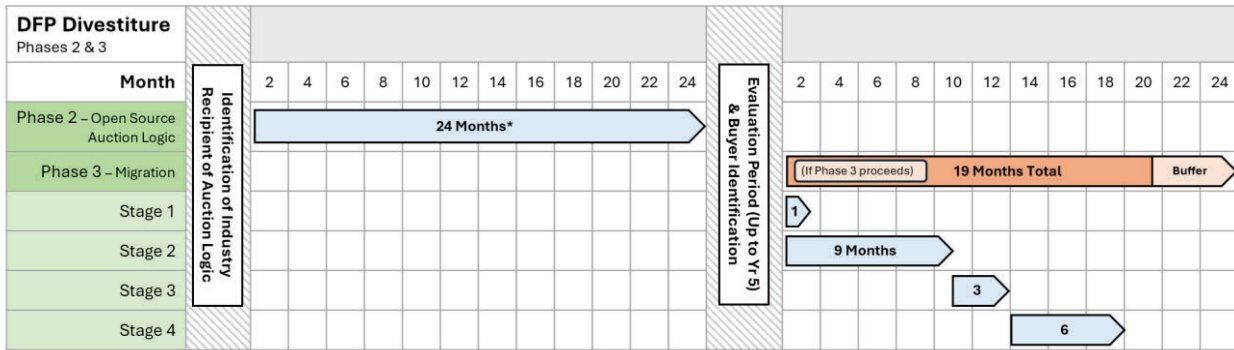 DFP Divestiture
Phases 2 & 3
Month
2 4 6 8 10 12 14 16 18 20 22 24
2 4 6 8 10 12 14 16 18 20 22 24
Identification of Industry
Recipient of Auction Logic
Evaluation Period (Up to Yr 5)
& Buyer Identification
Phase 2 – Open Source
Auction Logic
24 Months*
Phase 3 – Migration
(If Phase 3 proceeds)
19 Months Total
Buffer
Stage 1
1
Stage 2
9 Months
Stage 3
3
Stage 4
6